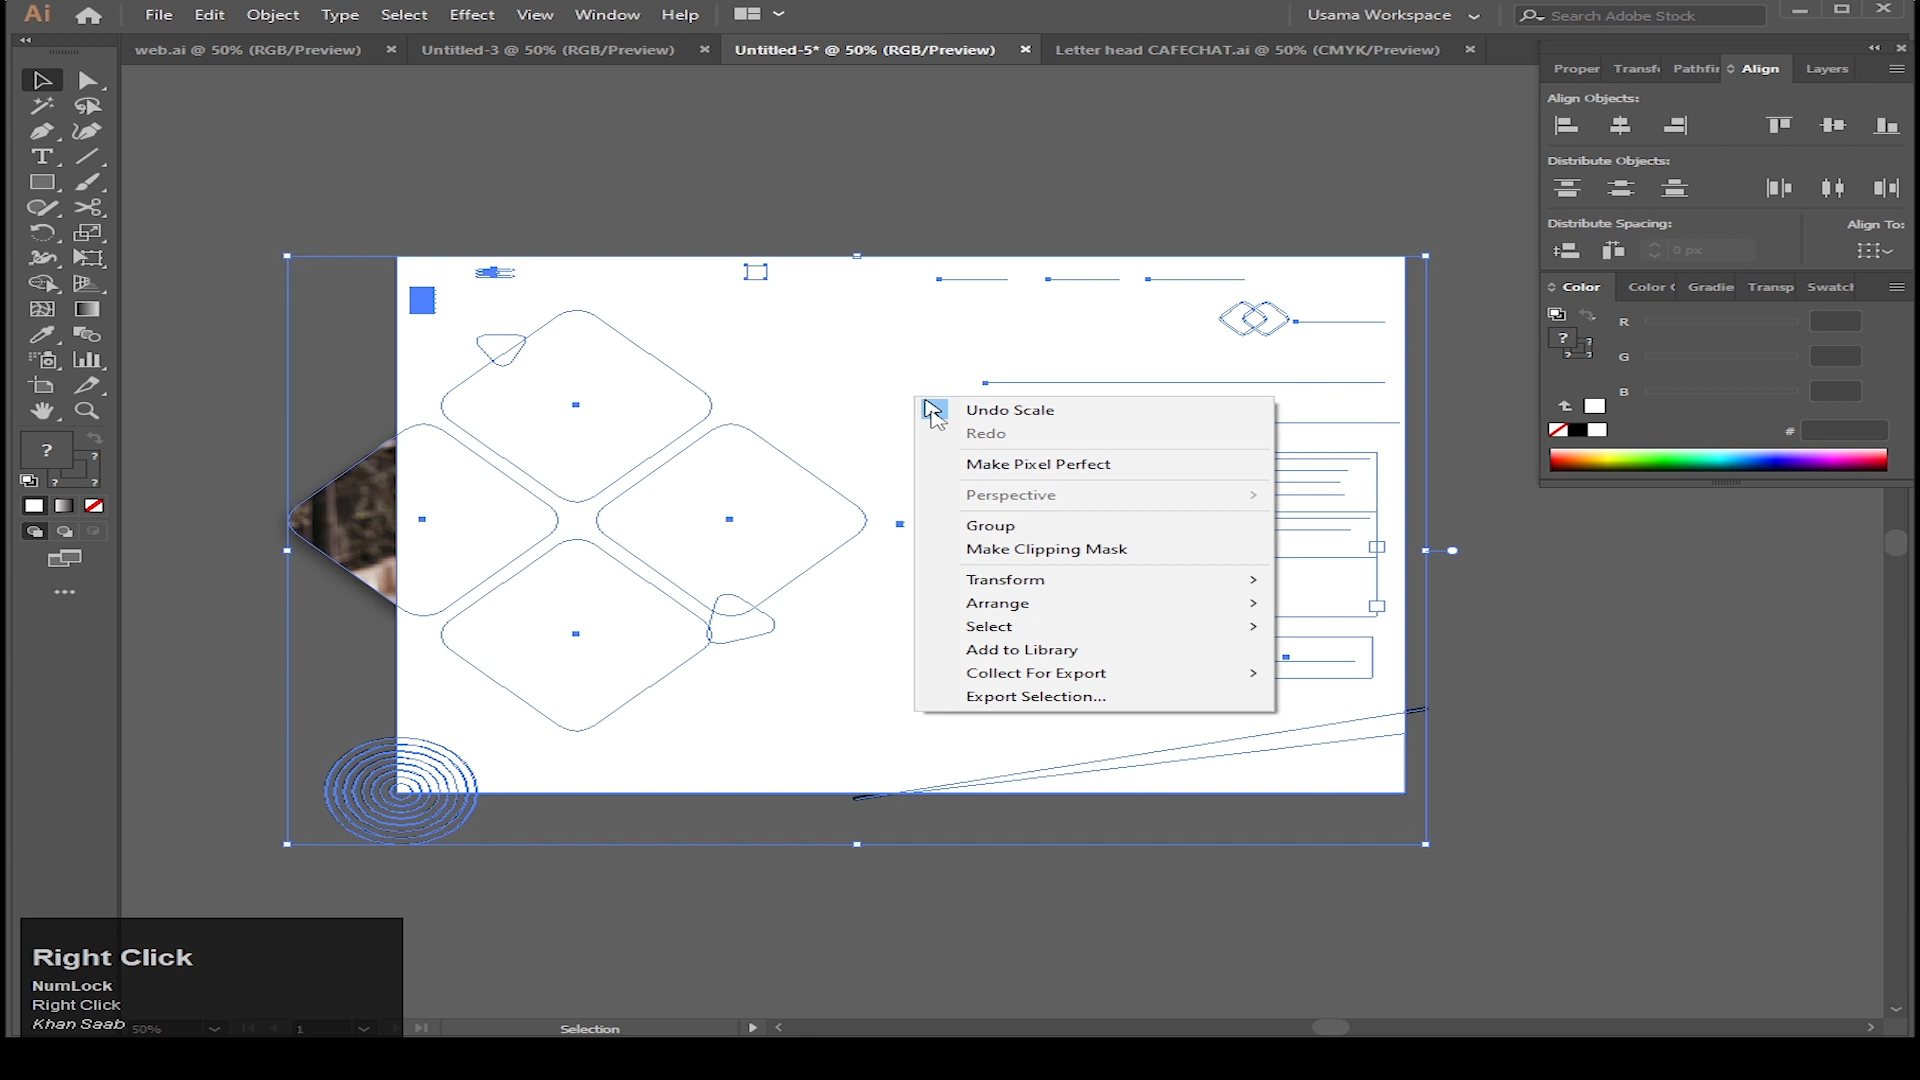 Ai
File Edit Object Type Select Effect View Window Help
Usama Workspace
Search Adobe Stock
web.ai @ 50% (RGB/Preview)
Untitled-3 @ 50% (RGB/Preview)
Untitled-5* @ 50% (RGB/Preview)
Letter head CAFECHAT.ai @ 50% (CMYK/Preview)
Proper Transfo Pathfin Align Layers
Align Objects:
Distribute Objects:
Distribute Spacing:
Align To:
0 px
Color Color G Gradie Transp Swatch
R
G
B
#
Undo Scale
Redo
Make Pixel Perfect
Perspective
Group
Make Clipping Mask
Transform
Arrange
Select
Add to Library
Collect For Export
Export Selection...
Right Click
NumLock
Right Click
Khan Saab
50%
1
Selection